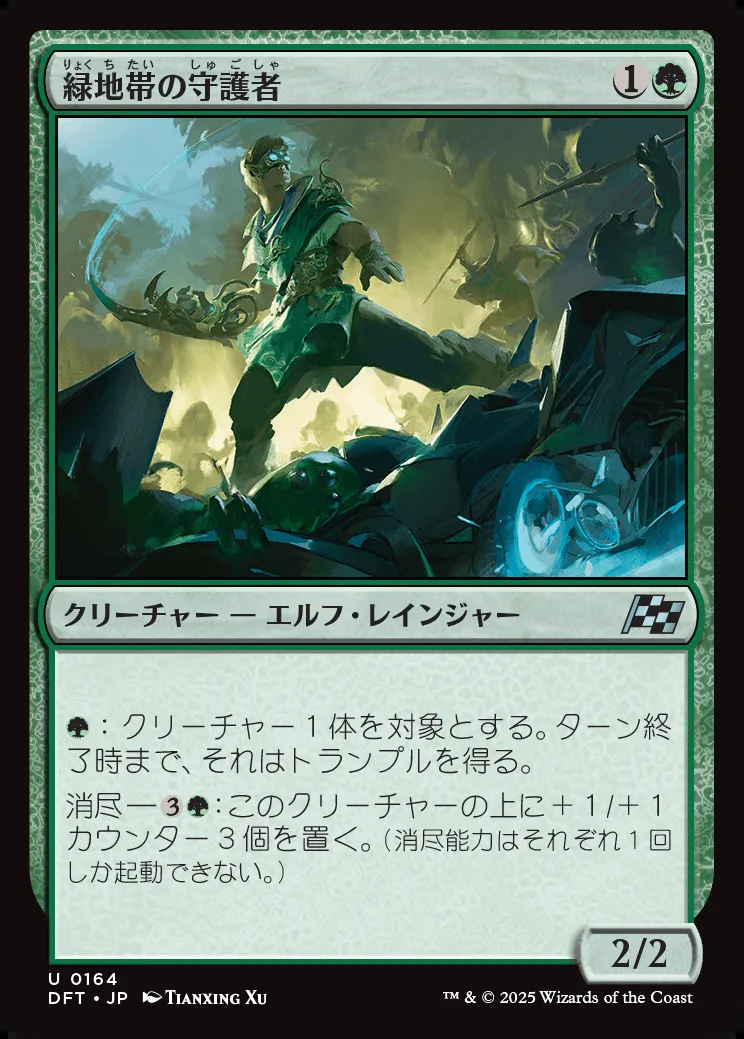 りょくちたい しゅごしゃ
緑地帯の守護者 1
クリーチャー ― エルフ・レインジャー
：クリーチャー１体を対象とする。ターン終
了時まで、それはトランプルを得る。
消尽―3：このクリーチャーの上に＋１/＋１
カウンター３個を置く。（消尽能力はそれぞれ１回
しか起動できない。）
2/2
U 0164
DFT • JP Tianxing Xu
™ & © 2025 Wizards of the Coast